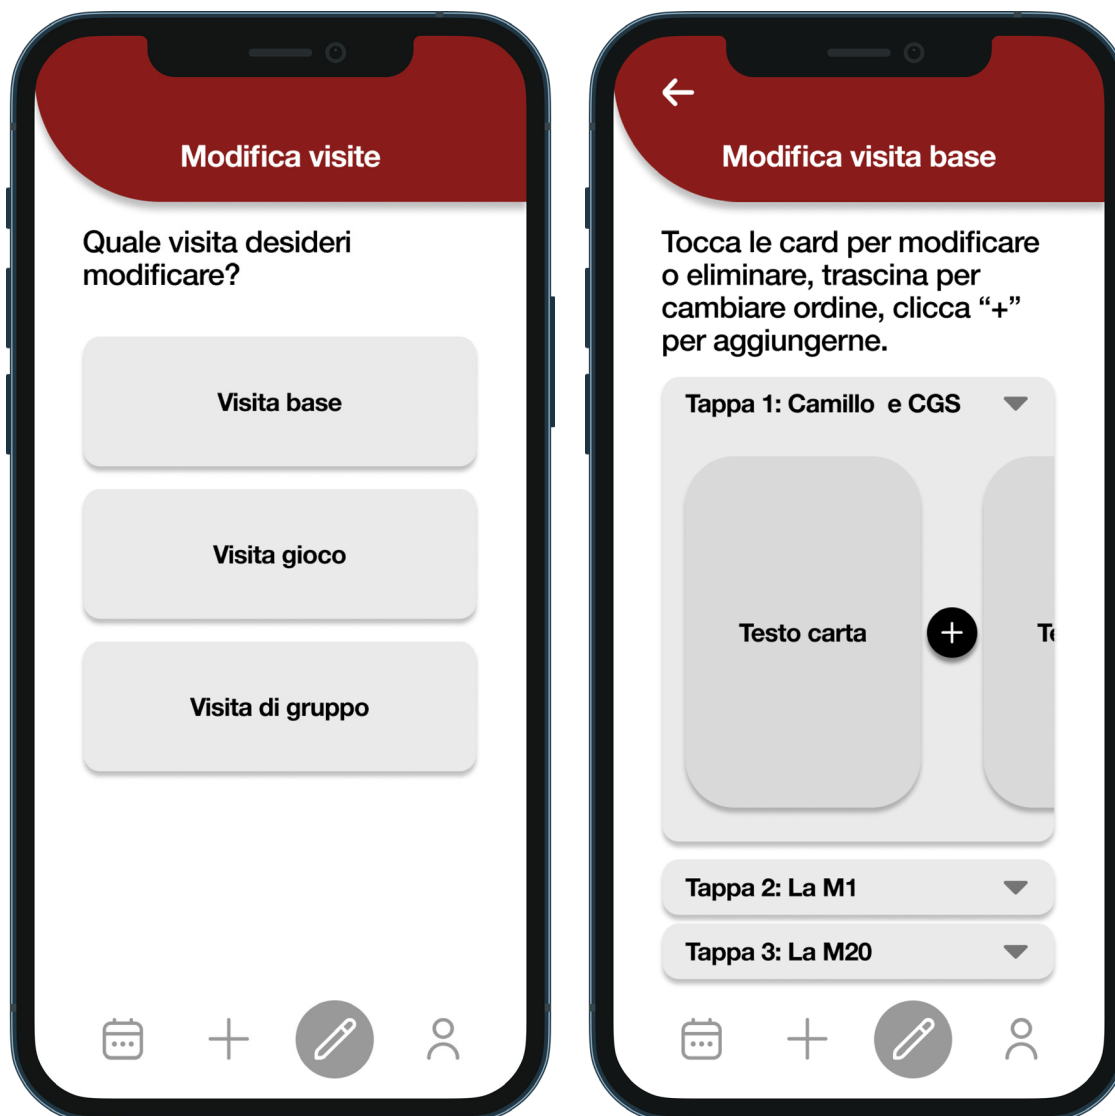 Modifica visite
Quale visita desideri
modificare?
Visita base
Visita gioco
Visita di gruppo
Modifica visita base
Tocca le card per modificare
o eliminare, trascina per
cambiare ordine, clicca “+”
per aggiungerne.
Tappa 1: Camillo e CGS
Testo carta
Tappa 2: La M1
Tappa 3: La M20